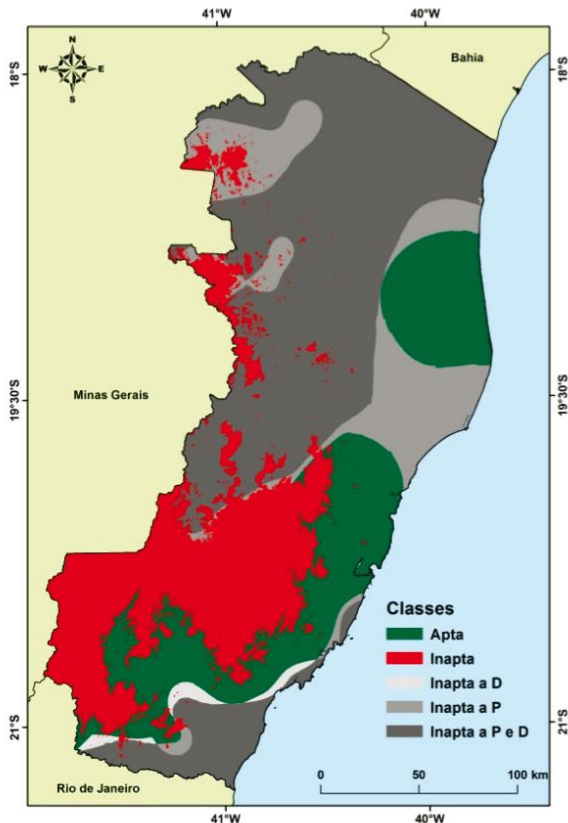 41°W
40°W
N
W
E
S
18°S
18°S
Bahia
Minas Gerais
19°30'S
19°30'S
Classes
Apta
Inapta
Inapta a D
Inapta a P
Inapta a P e D
21°S
21°S
0
50
100 km
Rio de Janeiro
41°W
40°W